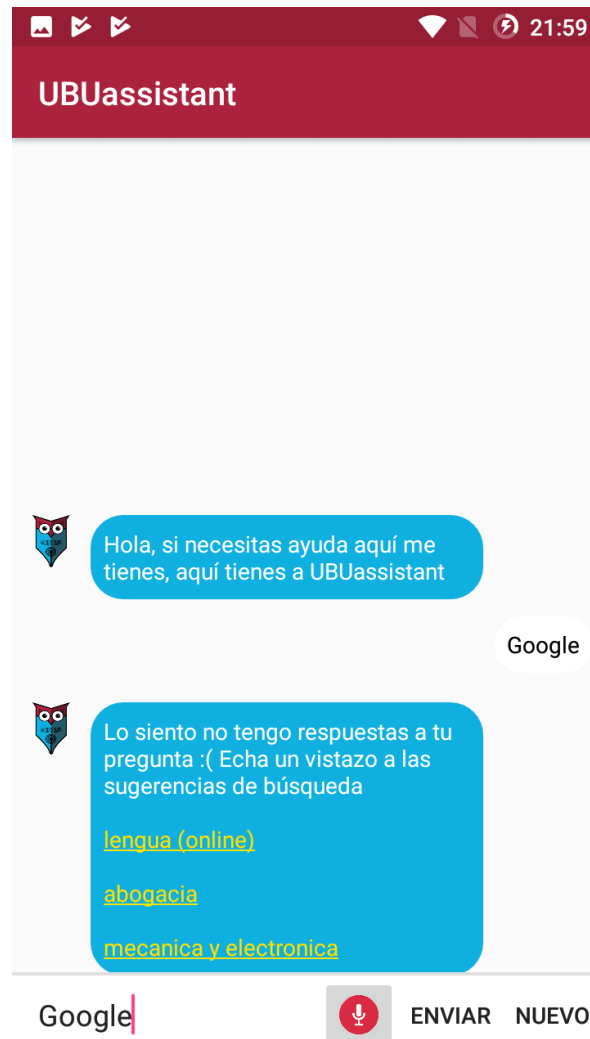 21:59
UBUassistant
Hola, si necesitas ayuda aquí me
tienes, aquí tienes a UBUassistant
Google
Lo siento no tengo respuestas a tu
pregunta :( Echa un vistazo a las
sugerencias de búsqueda
lengua (online)
abogacia
mecanica y electronica
Google
ENVIAR NUEVO